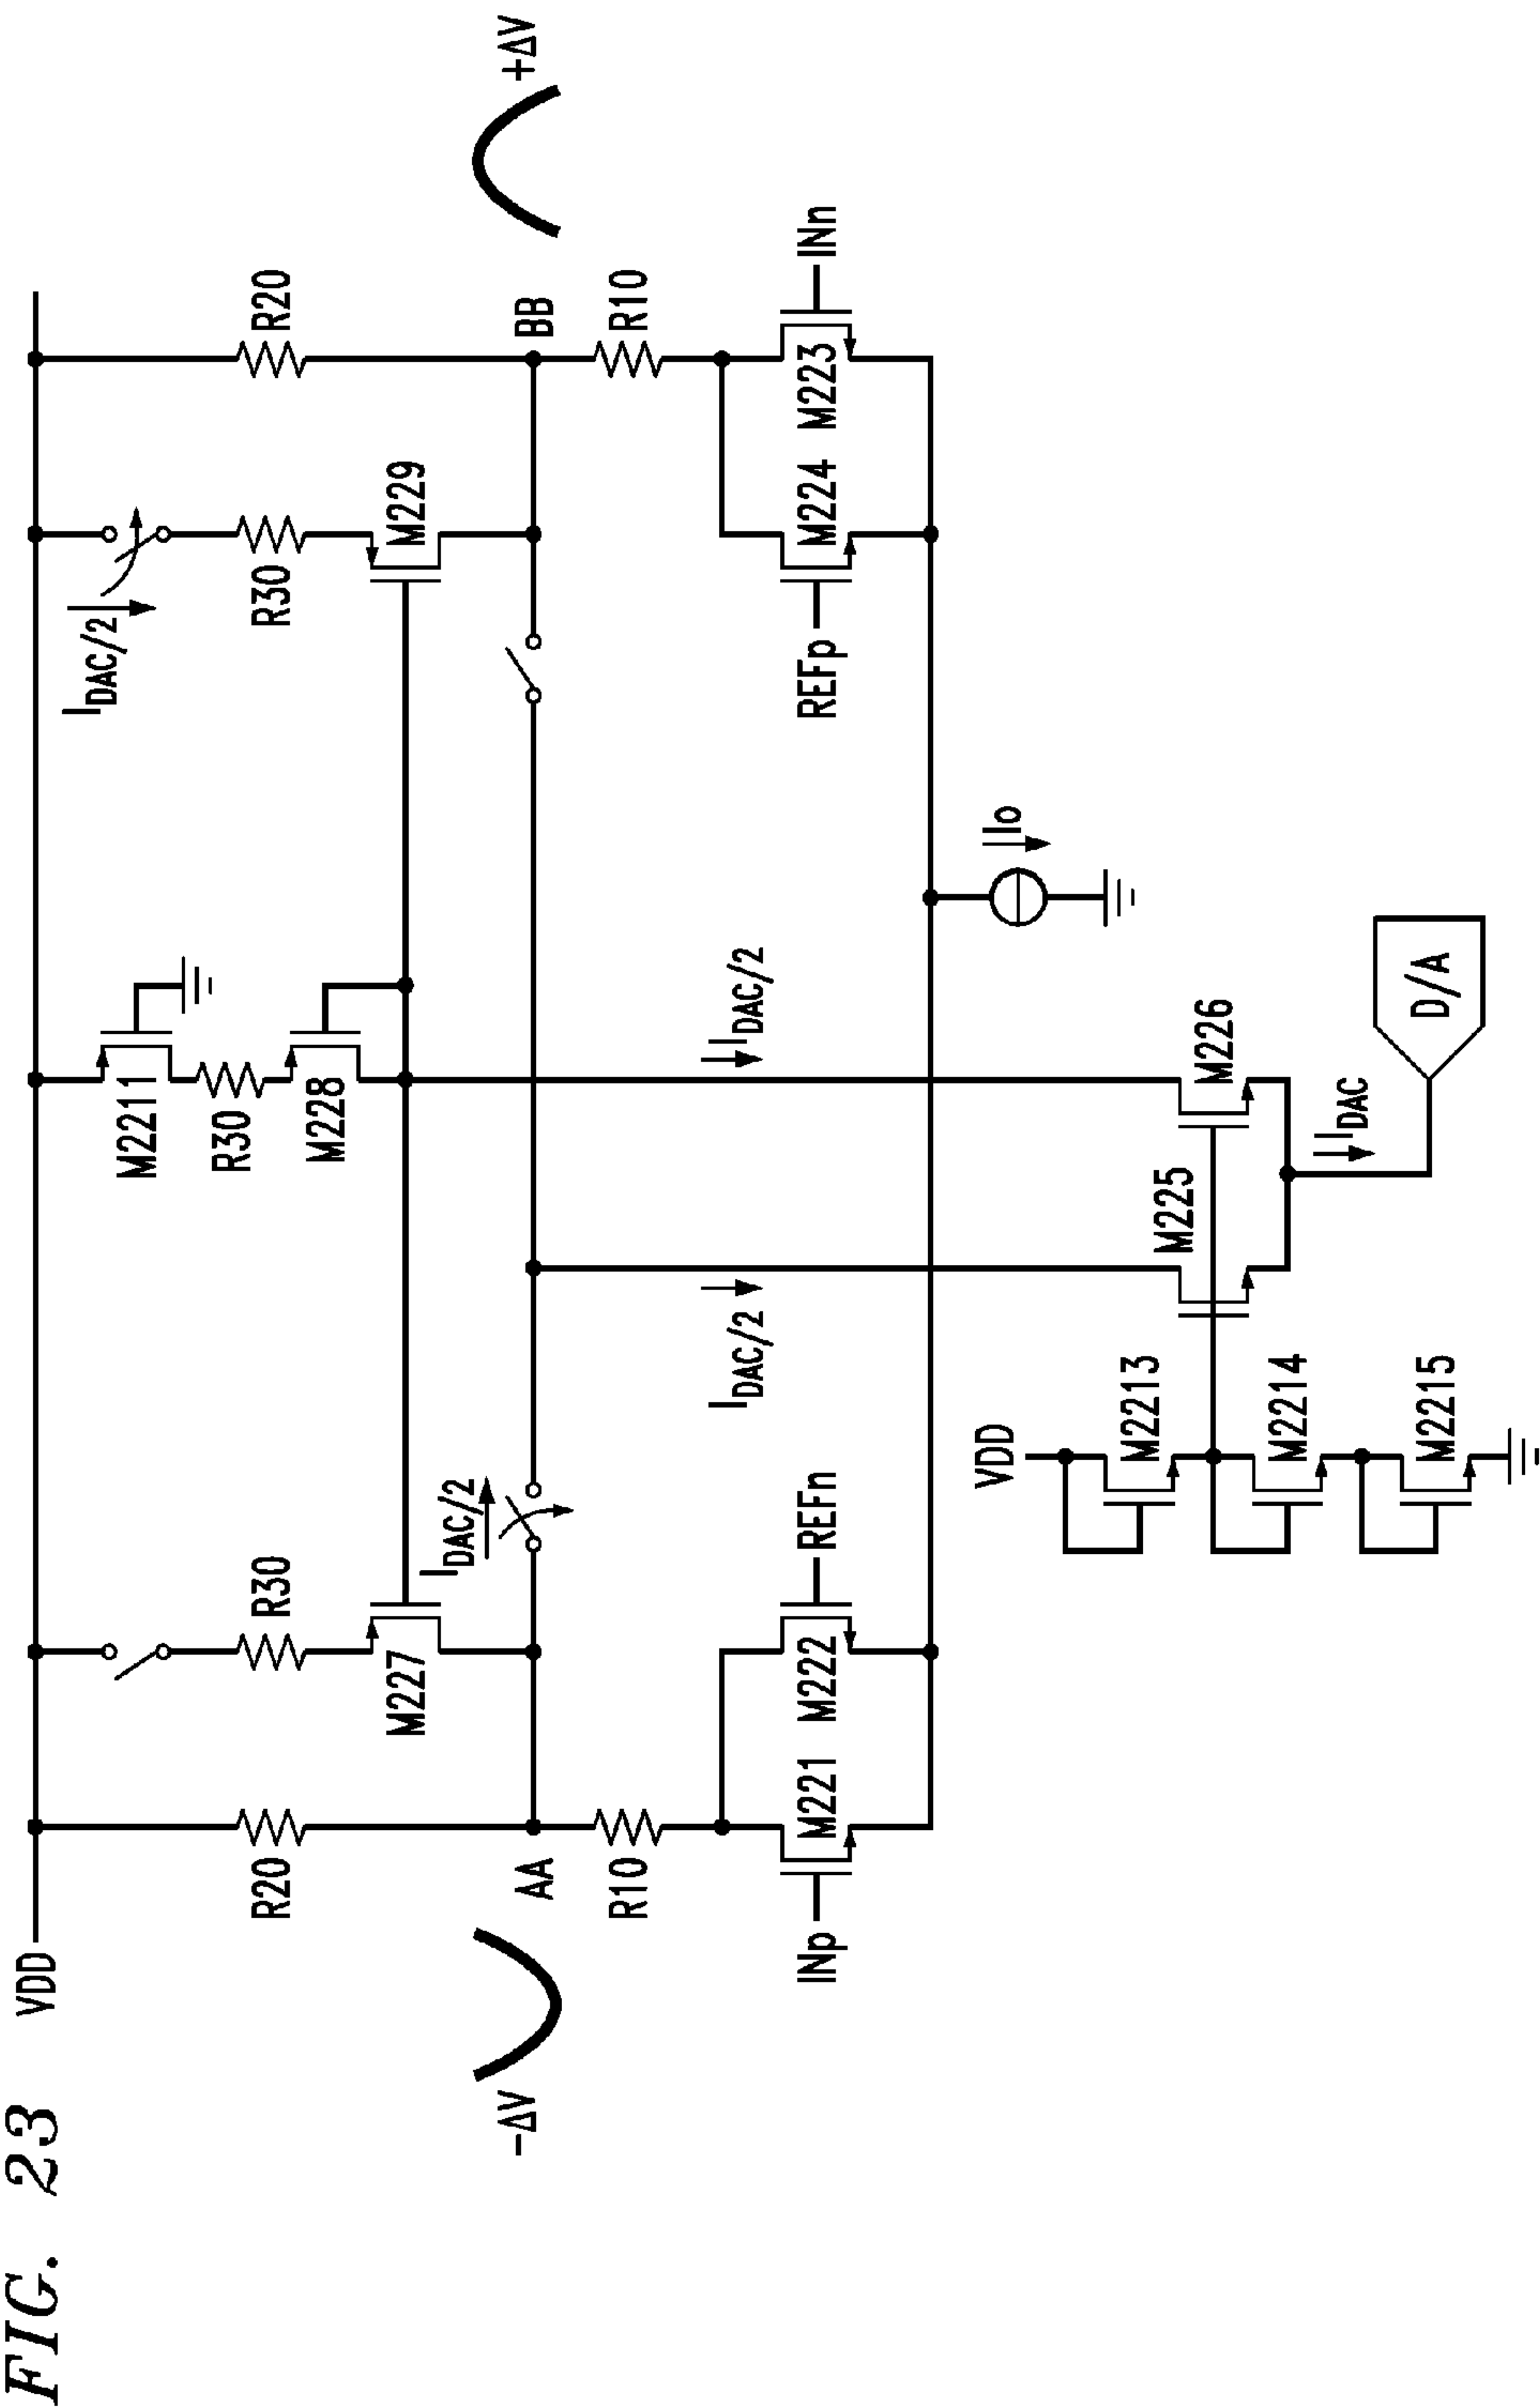 FIG. 23
VDD
IDAC/2
M2211
R20
R30
R30
R30
R20
M228
M227
M229
IDAC/2
-ΔV
AA
BB
+ΔV
R10
R10
IDAC/2
IDAC/2
INp
M221
M222
REFn
REFp
M224
M223
INn
Io
VDD
M2213
M225
M226
M2214
IDAC
M2215
D/A